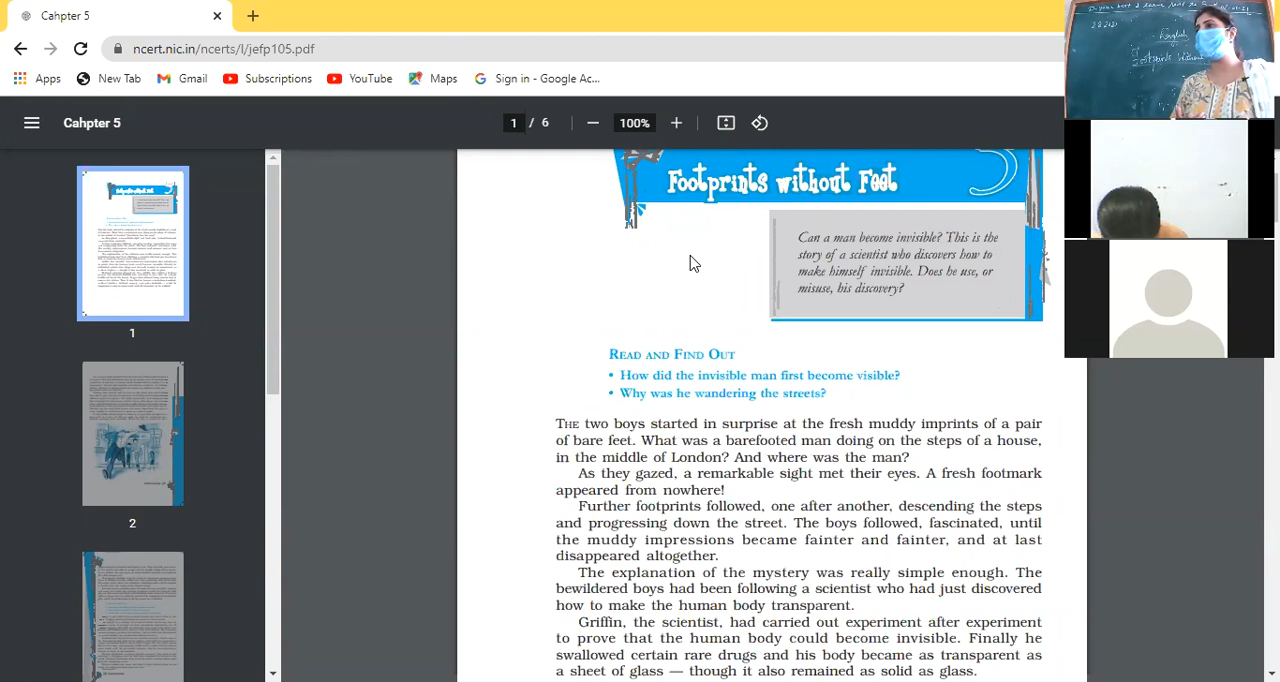 Cahpter 5
ncert.nic.in/ncerts/l/jefp105.pdf
Apps New Tab Gmail Subscriptions YouTube Maps Sign in - Google Ac...
Cahpter 5
1 / 6 100%
1
2
Footprints without Feet
5
Can a man become invisible? This is the
story of a scientist who discovers how to
make himself invisible. Does he use, or
misuse, his discovery?
READ AND FIND OUT
• How did the invisible man first become visible?
• Why was he wandering the streets?
THE two boys started in surprise at the fresh muddy imprints of a pair
of bare feet. What was a barefooted man doing on the steps of a house,
in the middle of London? And where was the man?
As they gazed, a remarkable sight met their eyes. A fresh footmark
appeared from nowhere!
Further footprints followed, one after another, descending the steps
and progressing down the street. The boys followed, fascinated, until
the muddy impressions became fainter and fainter, and at last
disappeared altogether.
The explanation of the mystery was really simple enough. The
bewildered boys had been following a scientist who had just discovered
how to make the human body transparent.
Griffin, the scientist, had carried out experiment after experiment
to prove that the human body could become invisible. Finally he
swallowed certain rare drugs and his body became as transparent as
a sheet of glass — though it also remained as solid as glass.
English
Footprints without